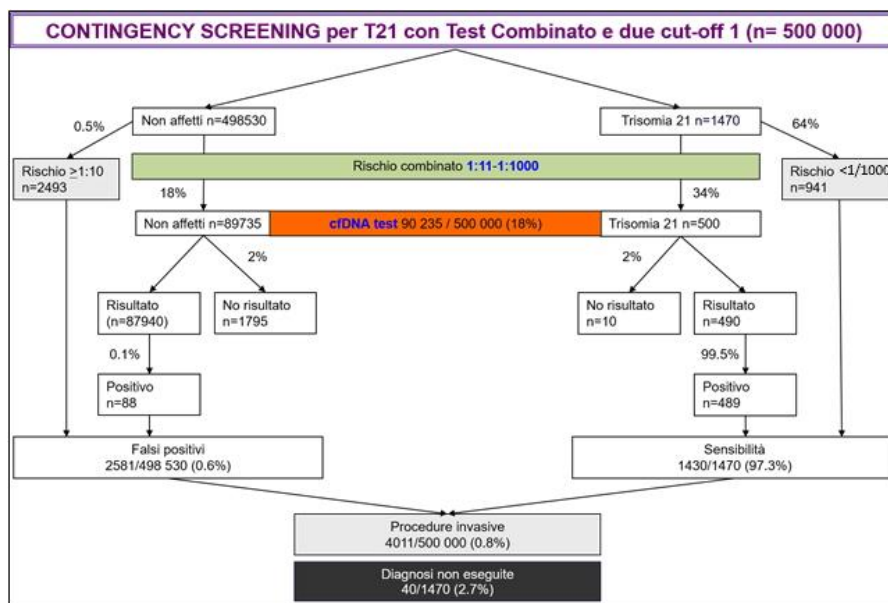 CONTINGENCY SCREENING per T21 con Test Combinato e due cut-off 1 (n= 500 000)
0.5%
Non affetti n=498530
Trisomia 21 n=1470
64%
Rischio ≥1:10
n=2493
Rischio combinato 1:11-1:1000
Rischio <1/1000
n=941
18%
34%
Non affetti n=89735
cfDNA test 90 235 / 500 000 (18%)
Trisomia 21 n=500
2%
2%
Risultato
(n=87940)
No risultato
n=1795
No risultato
n=10
Risultato
n=490
0.1%
99.5%
Positivo
n=88
Positivo
n=489
Falsi positivi
2581/498 530 (0.6%)
Sensibilità
1430/1470 (97.3%)
Procedure invasive
4011/500 000 (0.8%)
Diagnosi non eseguite
40/1470 (2.7%)